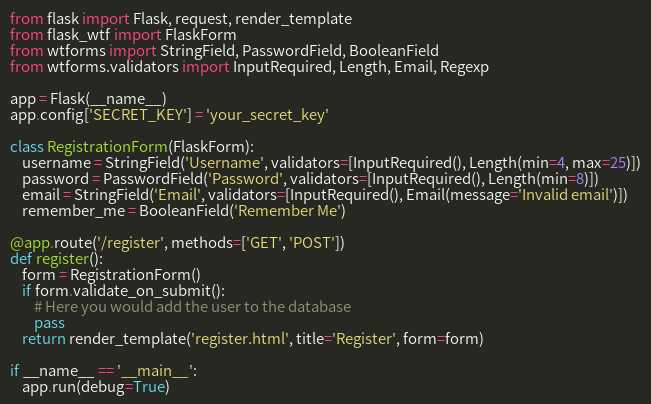 from flask import Flask, request, render_template
from flask_wtf import FlaskForm
from wtforms import StringField, PasswordField, BooleanField
from wtforms.validators import InputRequired, Length, Email, Regexp

app = Flask(__name__)
app.config['SECRET_KEY'] = 'your_secret_key'

class RegistrationForm(FlaskForm):
    username = StringField('Username', validators=[InputRequired(), Length(min=4, max=25)])
    password = PasswordField('Password', validators=[InputRequired(), Length(min=8)])
    email = StringField('Email', validators=[InputRequired(), Email(message='Invalid email')])
    remember_me = BooleanField('Remember Me')

@app.route('/register', methods=['GET', 'POST'])
def register():
    form = RegistrationForm()
    if form.validate_on_submit():
        # Here you would add the user to the database
        pass
    return render_template('register.html', title='Register', form=form)

if __name__ == '__main__':
    app.run(debug=True)